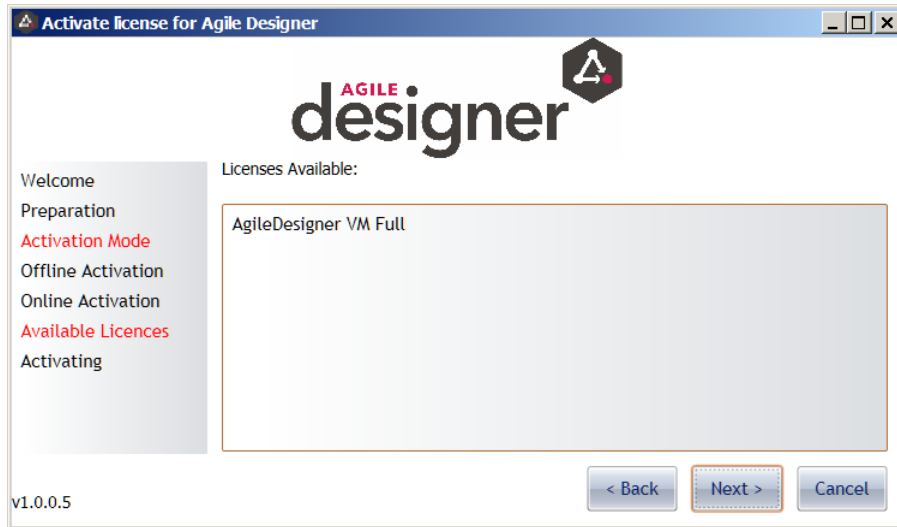 Activate license for Agile Designer
AGILE
designer
Welcome
Preparation
Activation Mode
Offline Activation
Online Activation
Available Licences
Activating
Licenses Available:
AgileDesigner VM Full
v1.0.0.5
< Back
Next >
Cancel